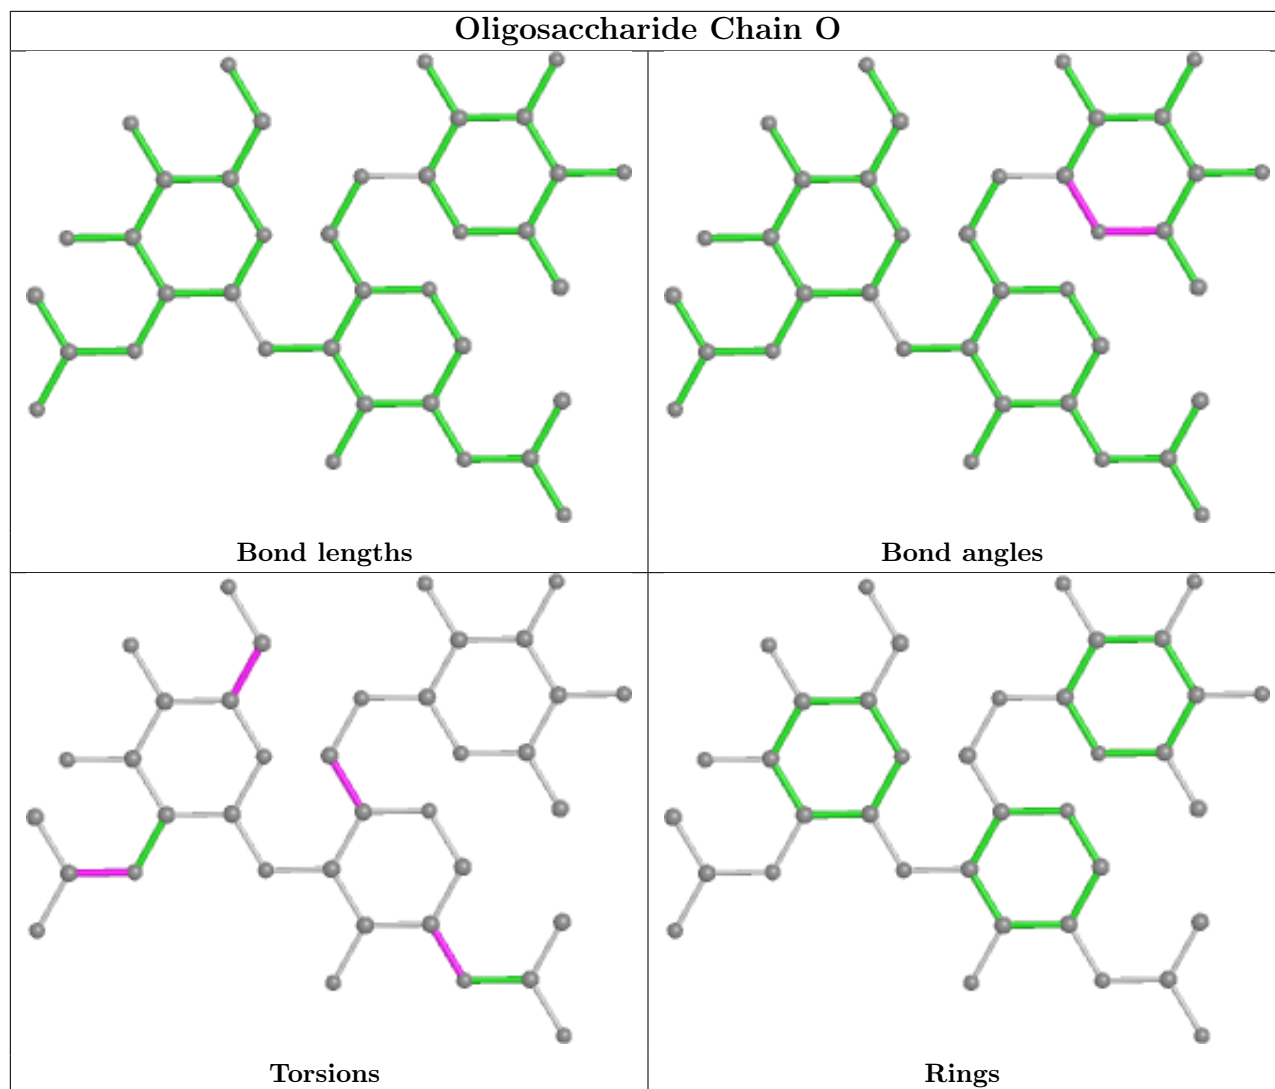 Oligosaccharide Chain O
Bond lengths
Bond angles
Torsions
Rings